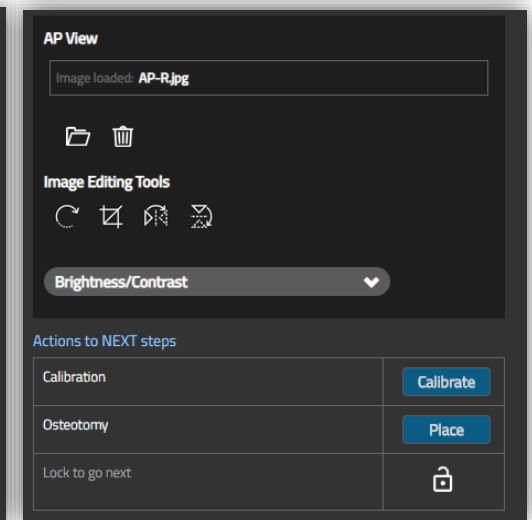 AP View
Image loaded: AP-R.jpg
Image Editing Tools
Brightness/Contrast
Actions to NEXT steps
Calibration Calibrate
Osteotomy Place
Lock to go next